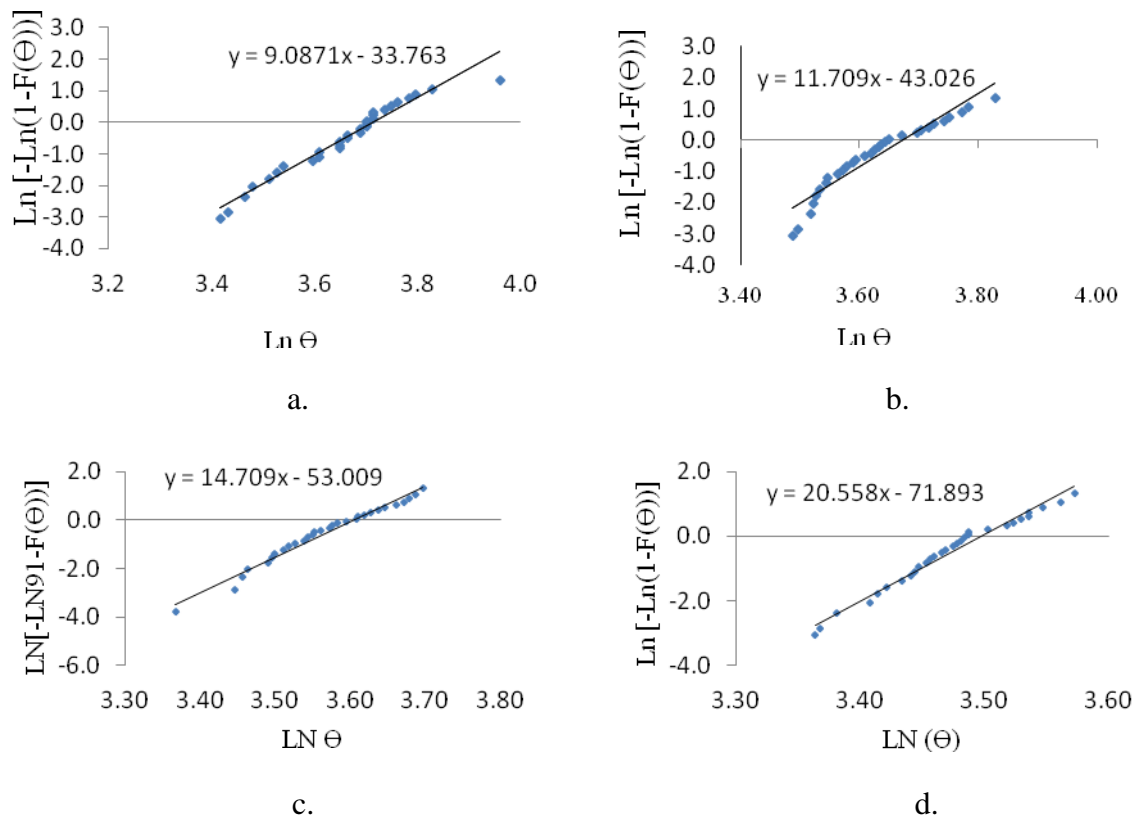 Ln [-Ln(1-F(Ө))]
3.0
2.0
1.0
0.0
-1.0
-2.0
-3.0
-4.0
y = 9.0871x - 33.763
3.2 3.4 3.6 3.8 4.0
Ln Ө
a.
Ln [-Ln(1-F(Ө))]
3.0
2.0
1.0
0.0
-1.0
-2.0
-3.0
-4.0
y = 11.709x - 43.026
3.40 3.60 3.80 4.00
Ln Ө
b.
LN[-LN91-F(Ө))]
2.0
0.0
-2.0
-4.0
-6.0
y = 14.709x - 53.009
3.30 3.40 3.50 3.60 3.70 3.80
LN Ө
c.
Ln [-Ln(1-F(Ө))]
2.0
0.0
-2.0
-4.0
y = 20.558x - 71.893
3.30 3.40 3.50 3.60
LN (Ө)
d.